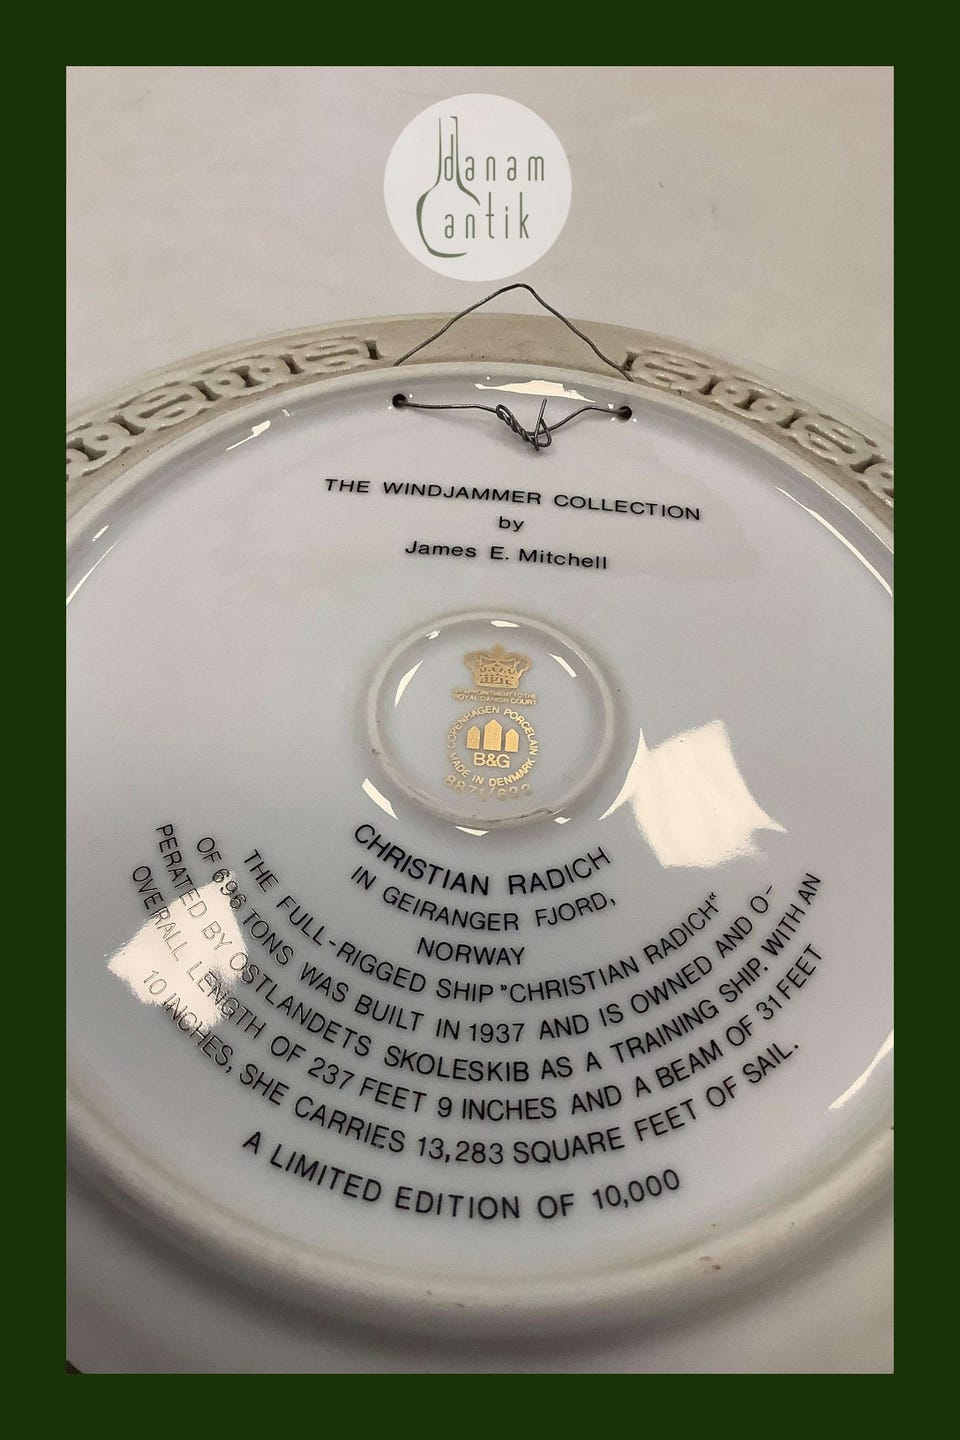 danam
antik
THE WINDJAMMER COLLECTION
by
James E. Mitchell
BY APPOINTMENT TO THE
ROYAL DANISH COURT
COPENHAGEN PORCELAIN
B&G
MADE IN DENMARK
CHRISTIAN RADICH
IN GEIRANGER FJORD,
NORWAY
THE FULL-RIGGED SHIP "CHRISTIAN RADICH"
OF 696 TONS WAS BUILT IN 1937 AND IS OWNED AND O-
PERATED BY OSTLANDETS SKOLESKIB AS A TRAINING SHIP. WITH AN
OVERALL LENGTH OF 237 FEET 9 INCHES AND A BEAM OF 31 FEET
10 INCHES, SHE CARRIES 13,283 SQUARE FEET OF SAIL.
A LIMITED EDITION OF 10,000